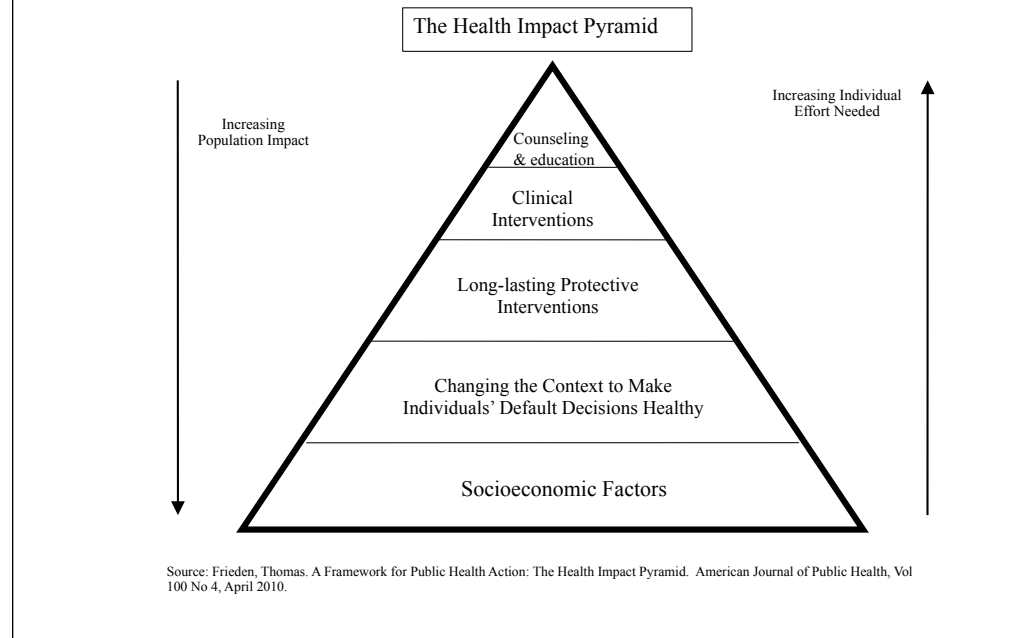 The Health Impact Pyramid
Increasing
Population Impact
Increasing Individual
Effort Needed
Counseling
& education
Clinical
Interventions
Long-lasting Protective
Interventions
Changing the Context to Make
Individuals’ Default Decisions Healthy
Socioeconomic Factors
Source: Frieden, Thomas. A Framework for Public Health Action: The Health Impact Pyramid. American Journal of Public Health, Vol
100 No 4, April 2010.